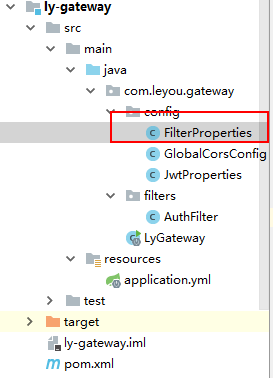 ly-gateway
src
main
java
com.leyou.gateway
config
FilterProperties
GlobalCorsConfig
JwtProperties
filters
AuthFilter
LyGateway
resources
application.yml
test
target
ly-gateway.iml
pom.xml